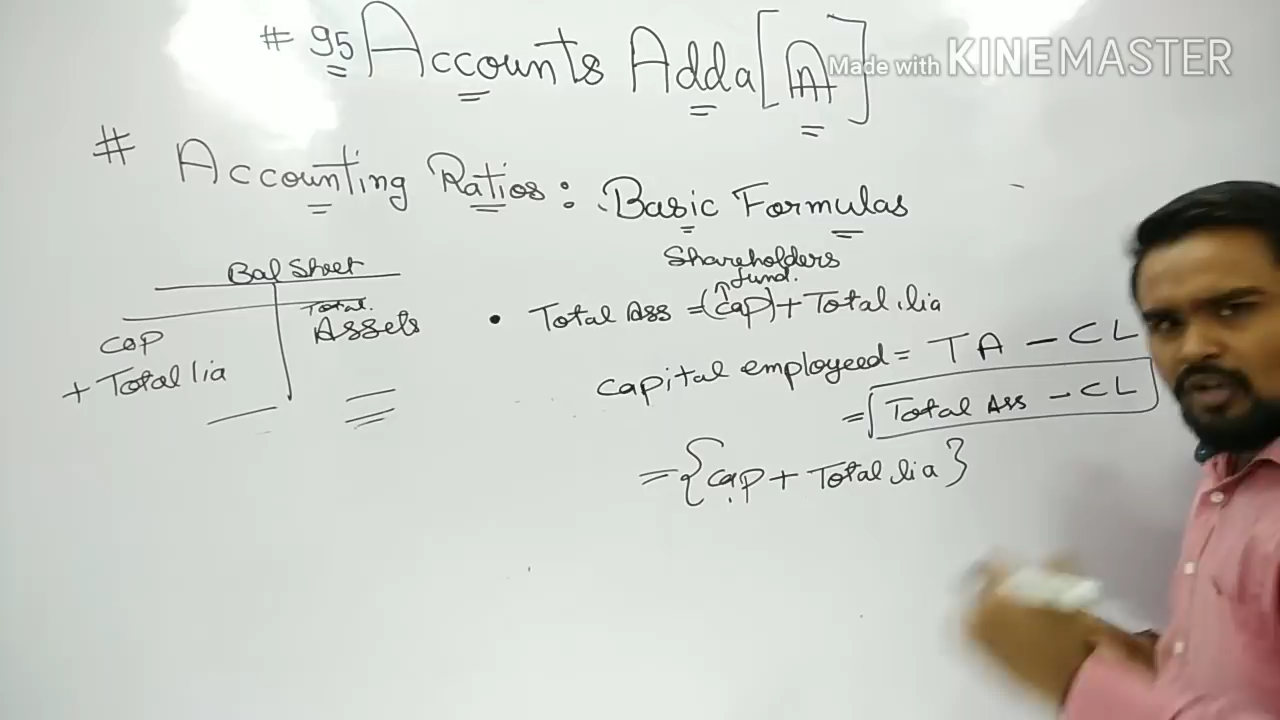 # 95 Accounts Adda [A]
Made with KINEMASTER
# Accounting Ratios : Basic Formulas
Bal Sheet
Total.
Assets
Cap
+ Total lia
Shareholders
fund.
• Total Ass = (cap) + Total lia
capital employeed = TA - CL
= Total Ass - CL
= {cap + Total lia}